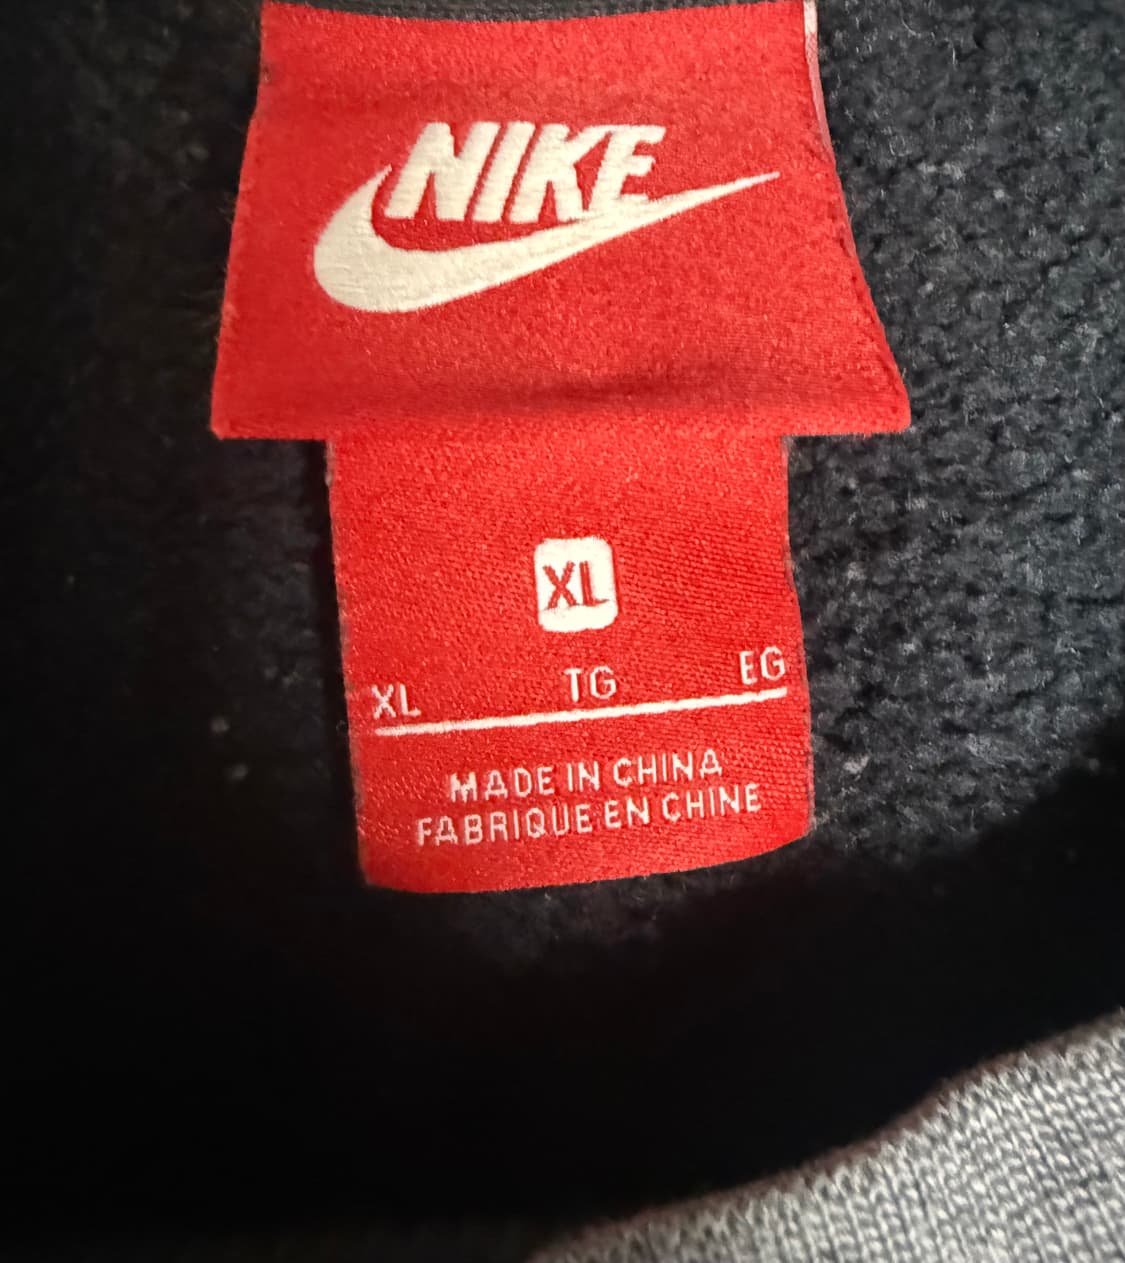 NIKE
XL
XL TG EG
MADE IN CHINA
FABRIQUE EN CHINE